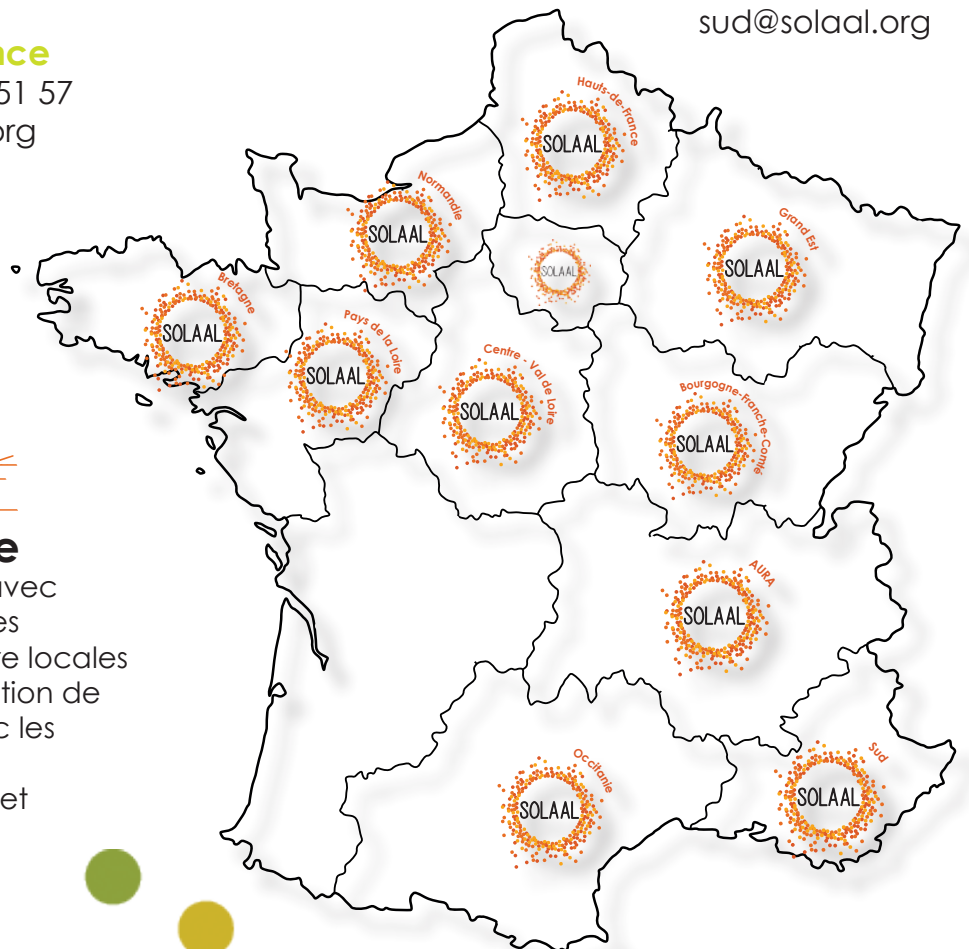 sud@solaal.org
nce
51 57
org
Hauts-de-France
SOLAAL
Normandie
SOLAAL
Grand Est
SOLAAL
SOLAAL
Bretagne
SOLAAL
Pays de la Loire
SOLAAL
Centre - Val de Loire
SOLAAL
Bourgogne-Franche-Comté
SOLAAL
e
avec
es
re locales
tion de
c les
et
AURA
SOLAAL
Occitanie
SOLAAL
Sud
SOLAAL